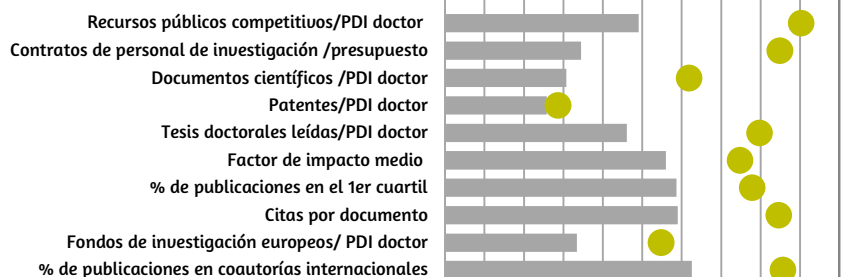 Recursos públicos competitivos/PDI doctor
Contratos de personal de investigación /presupuesto
Documentos científicos /PDI doctor
Patentes/PDI doctor
Tesis doctorales leídas/PDI doctor
Factor de impacto medio
% de publicaciones en el 1er cuartil
Citas por documento
Fondos de investigación europeos/ PDI doctor
% de publicaciones en coautorías internacionales